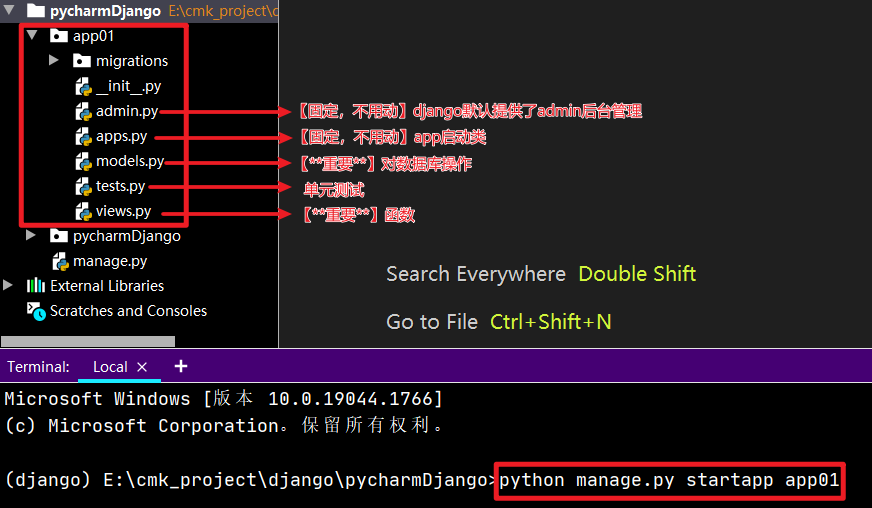 pycharmDjango E:\cmk_project\d
app01
migrations
__init__.py
admin.py 【固定，不用动】django默认提供了admin后台管理
apps.py 【固定，不用动】app启动类
models.py 【**重要**】对数据库操作
tests.py 单元测试
views.py 【**重要**】函数
pycharmDjango
manage.py
External Libraries
Scratches and Consoles
Search Everywhere Double Shift
Go to File Ctrl+Shift+N
Terminal: Local × +
Microsoft Windows [版本 10.0.19044.1766]
(c) Microsoft Corporation。保留所有权利。
(django) E:\cmk_project\django\pycharmDjango>python manage.py startapp app01